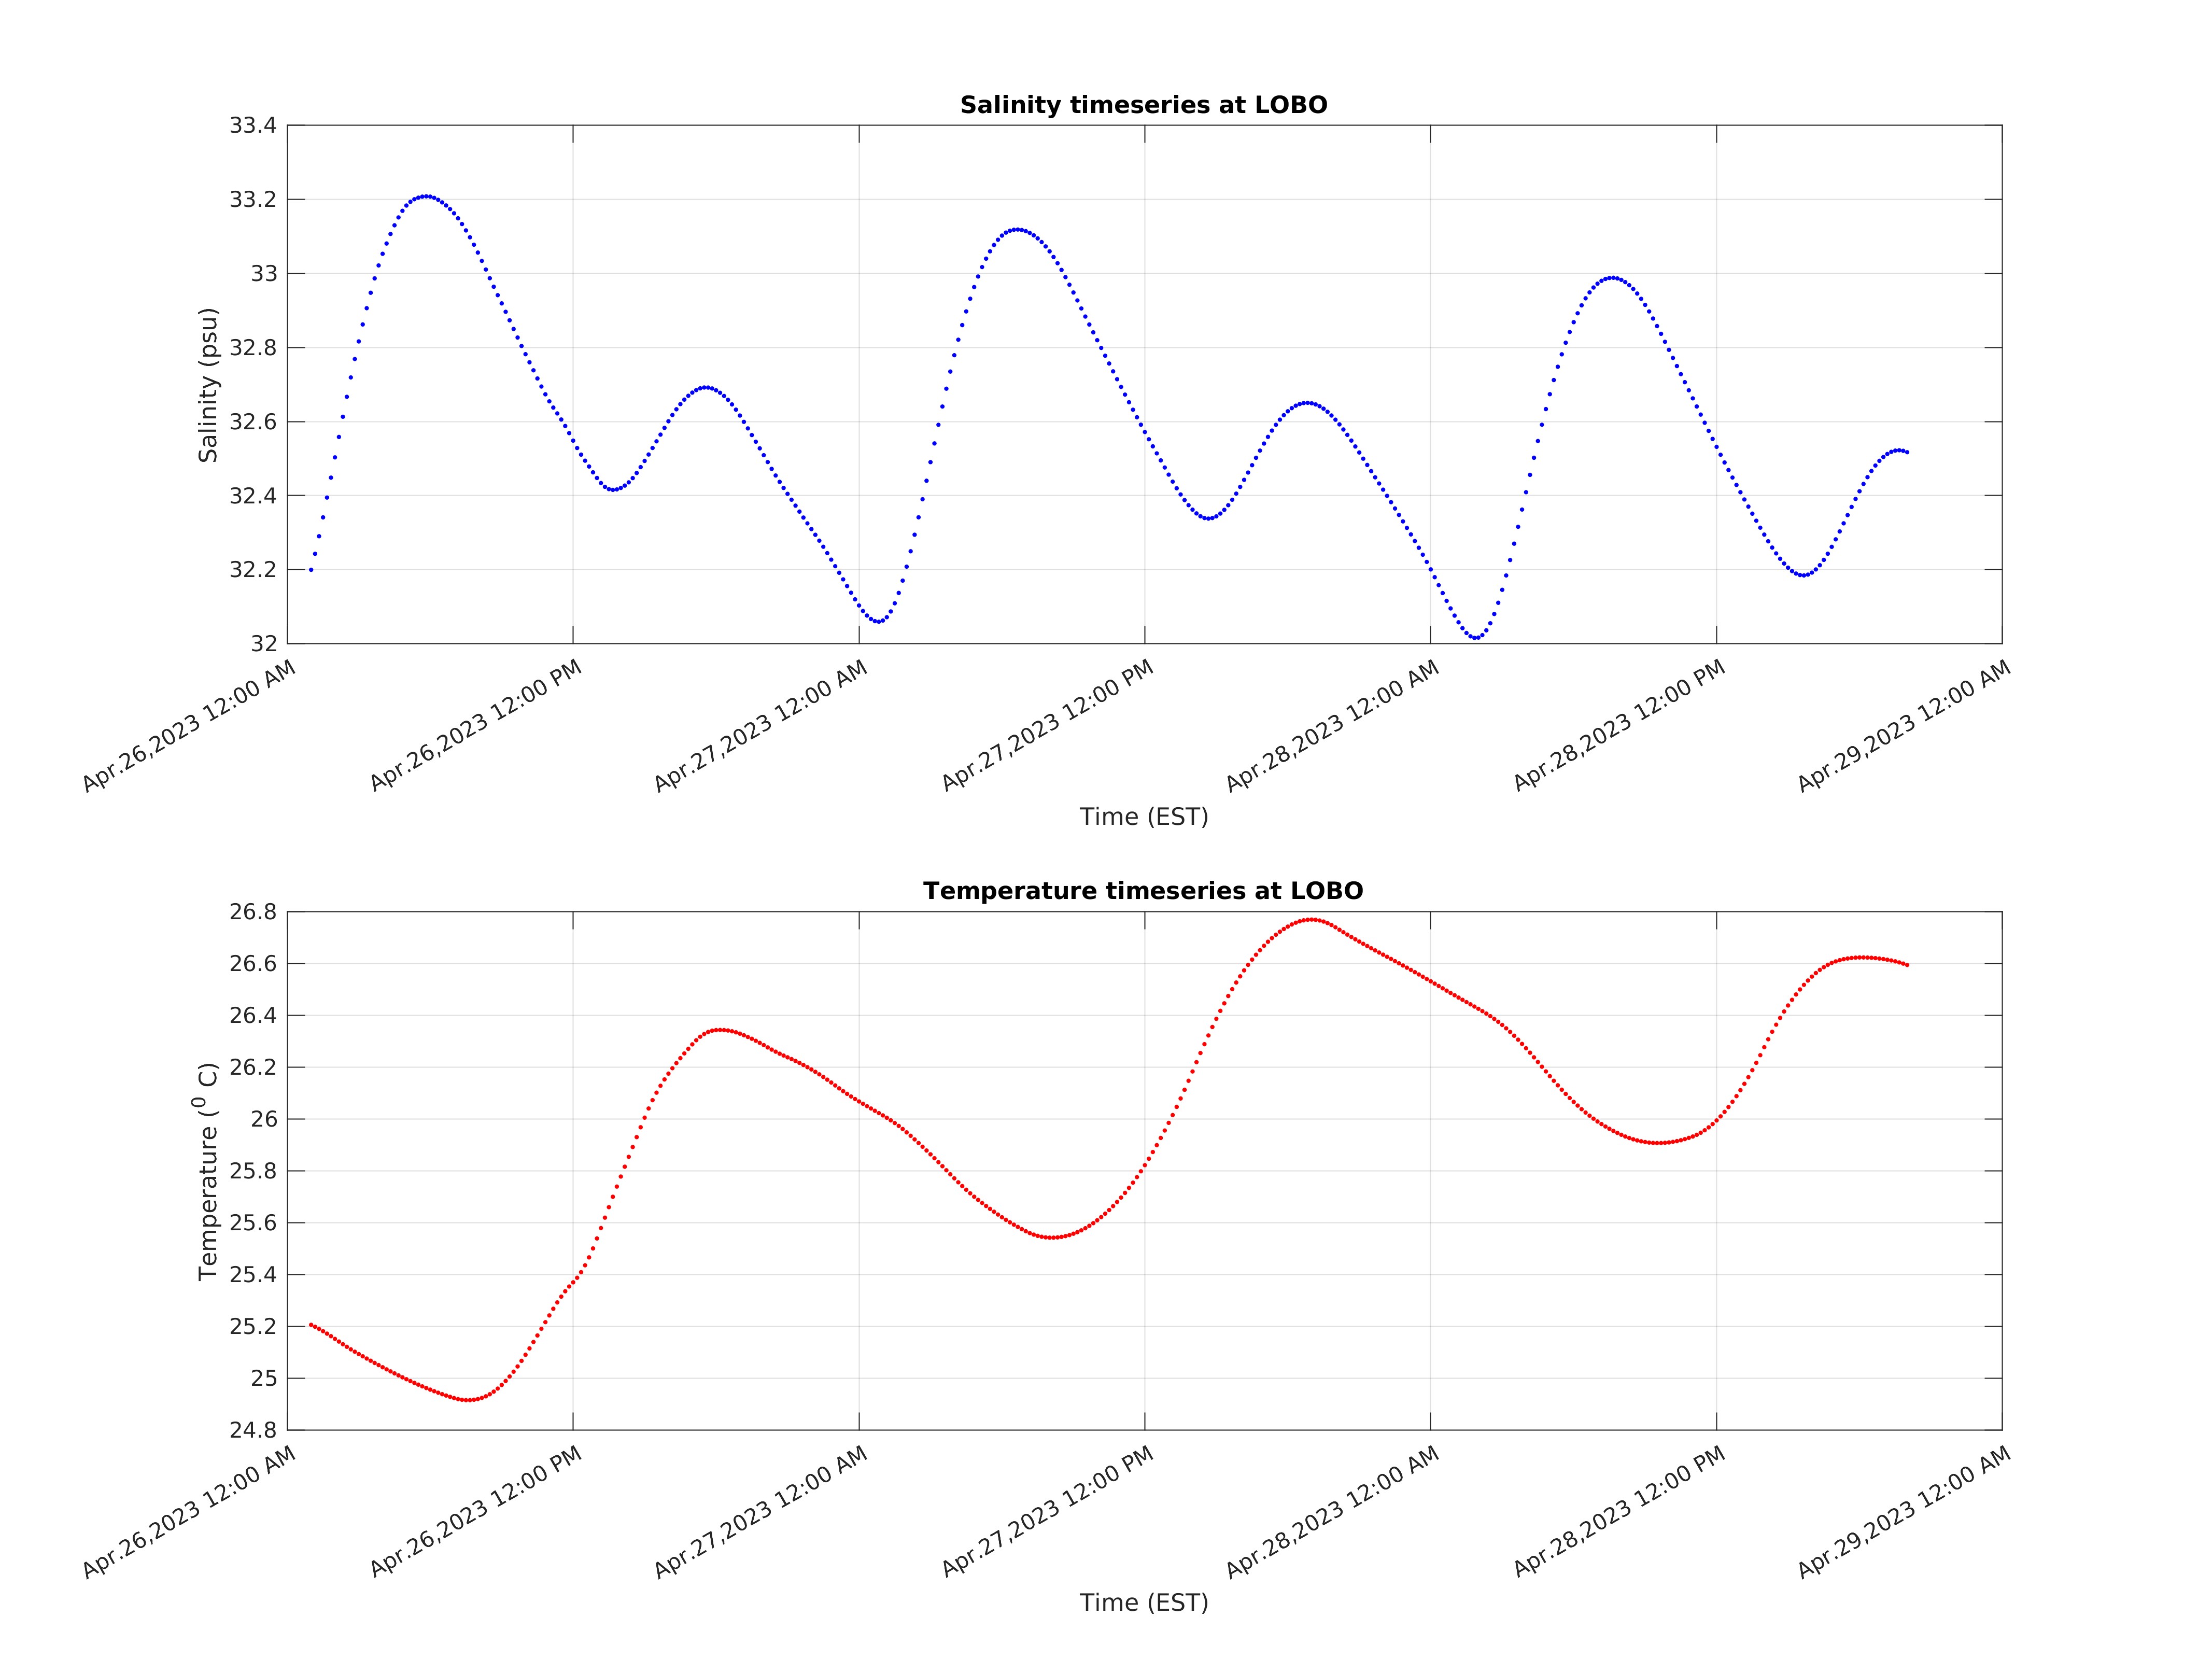 Salinity timeseries at LOBO
33.4
33.2
33
32.8
32.6
32.4
32.2
32
Salinity (psu)
Apr.26,2023 12:00 AM
Apr.26,2023 12:00 PM
Apr.27,2023 12:00 AM
Apr.27,2023 12:00 PM
Apr.28,2023 12:00 AM
Apr.28,2023 12:00 PM
Apr.29,2023 12:00 AM
Time (EST)
Temperature timeseries at LOBO
26.8
26.6
26.4
26.2
26
25.8
25.6
25.4
25.2
25
24.8
Temperature (⁰ C)
Apr.26,2023 12:00 AM
Apr.26,2023 12:00 PM
Apr.27,2023 12:00 AM
Apr.27,2023 12:00 PM
Apr.28,2023 12:00 AM
Apr.28,2023 12:00 PM
Apr.29,2023 12:00 AM
Time (EST)